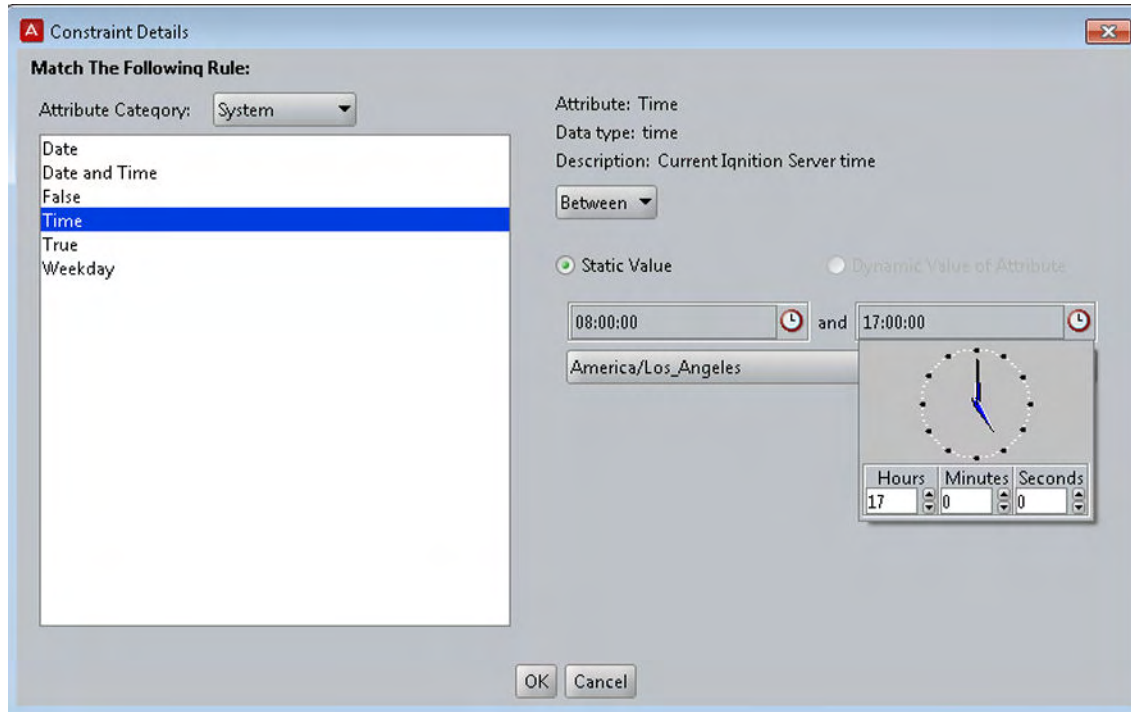 Constraint Details
Match The Following Rule:
Attribute Category: System
Date
Date and Time
False
Time
True
Weekday
Attribute: Time
Data type: time
Description: Current Ignition Server time
Between
Static Value Dynamic Value of Attribute
08:00:00 and 17:00:00
America/Los_Angeles
Hours Minutes Seconds
17 0 0
OK Cancel